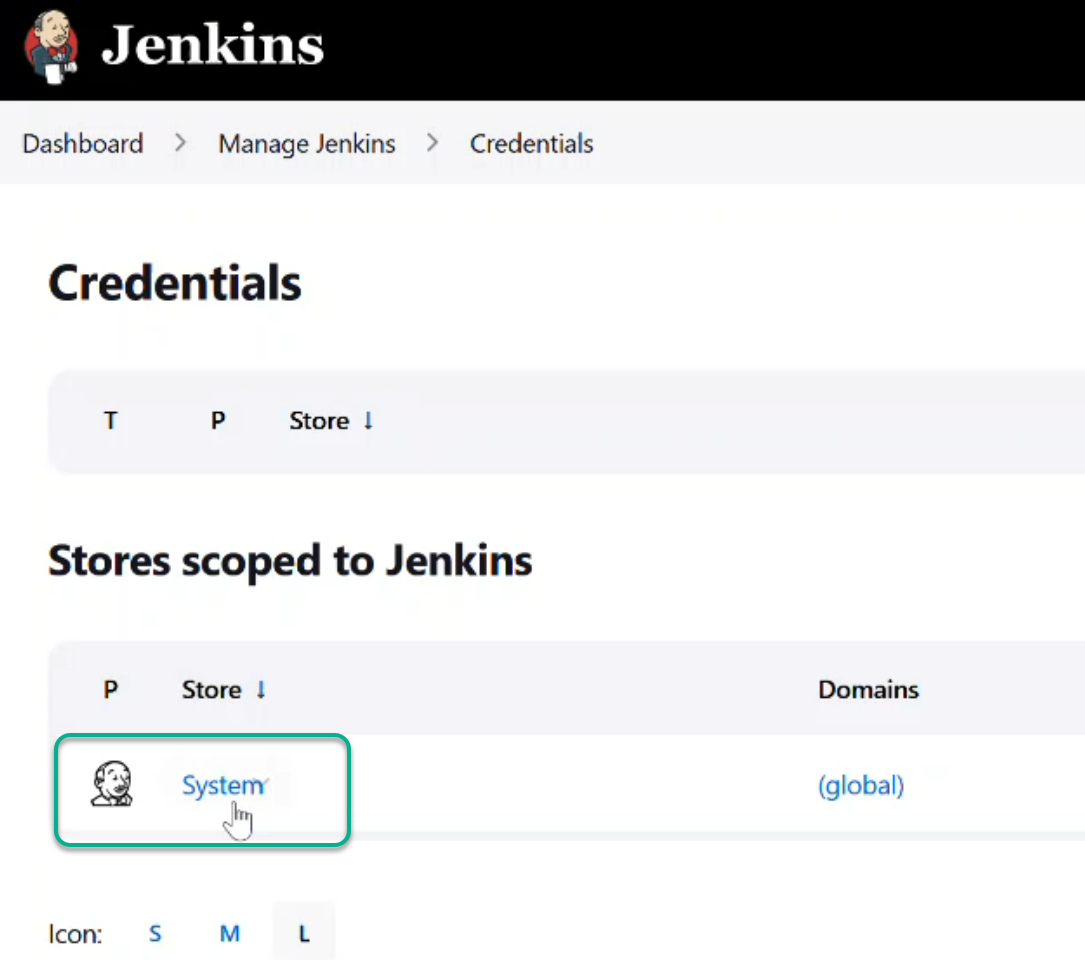 Jenkins
Dashboard > Manage Jenkins > Credentials
Credentials
T P Store ↓
Stores scoped to Jenkins
P Store ↓ Domains
System (global)
Icon: S M L